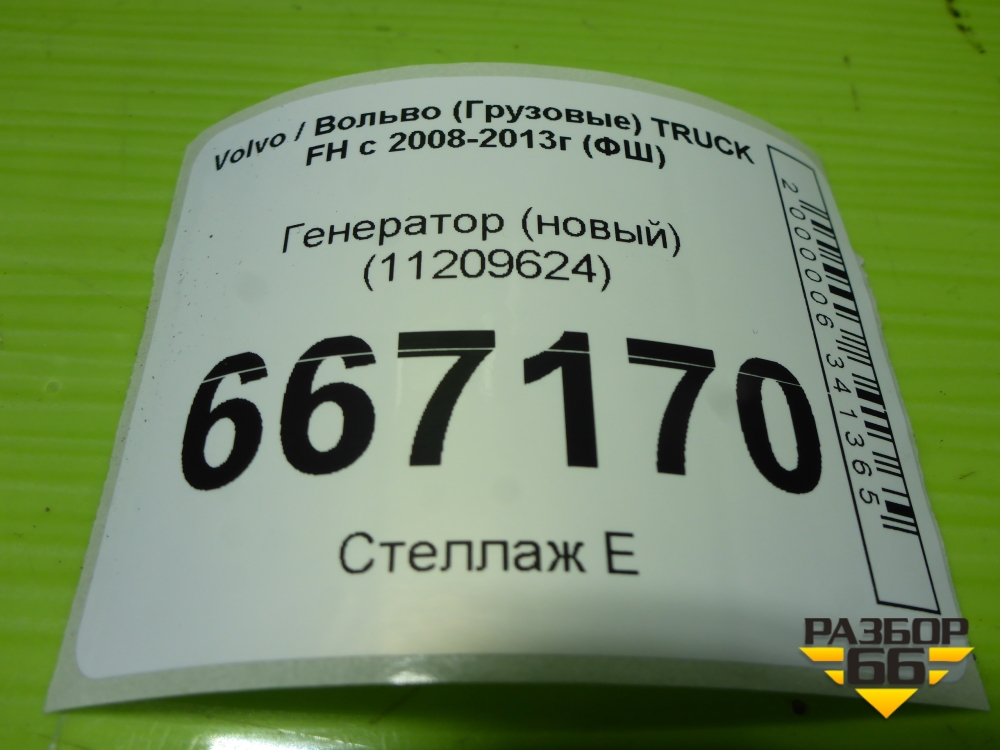 Volvo / Вольво (Грузовые) TRUCK
FH с 2008-2013г (ФШ)
Генератор (новый)
(11209624)
667170
Стеллаж Е
2000006341365
РАЗБОР
66